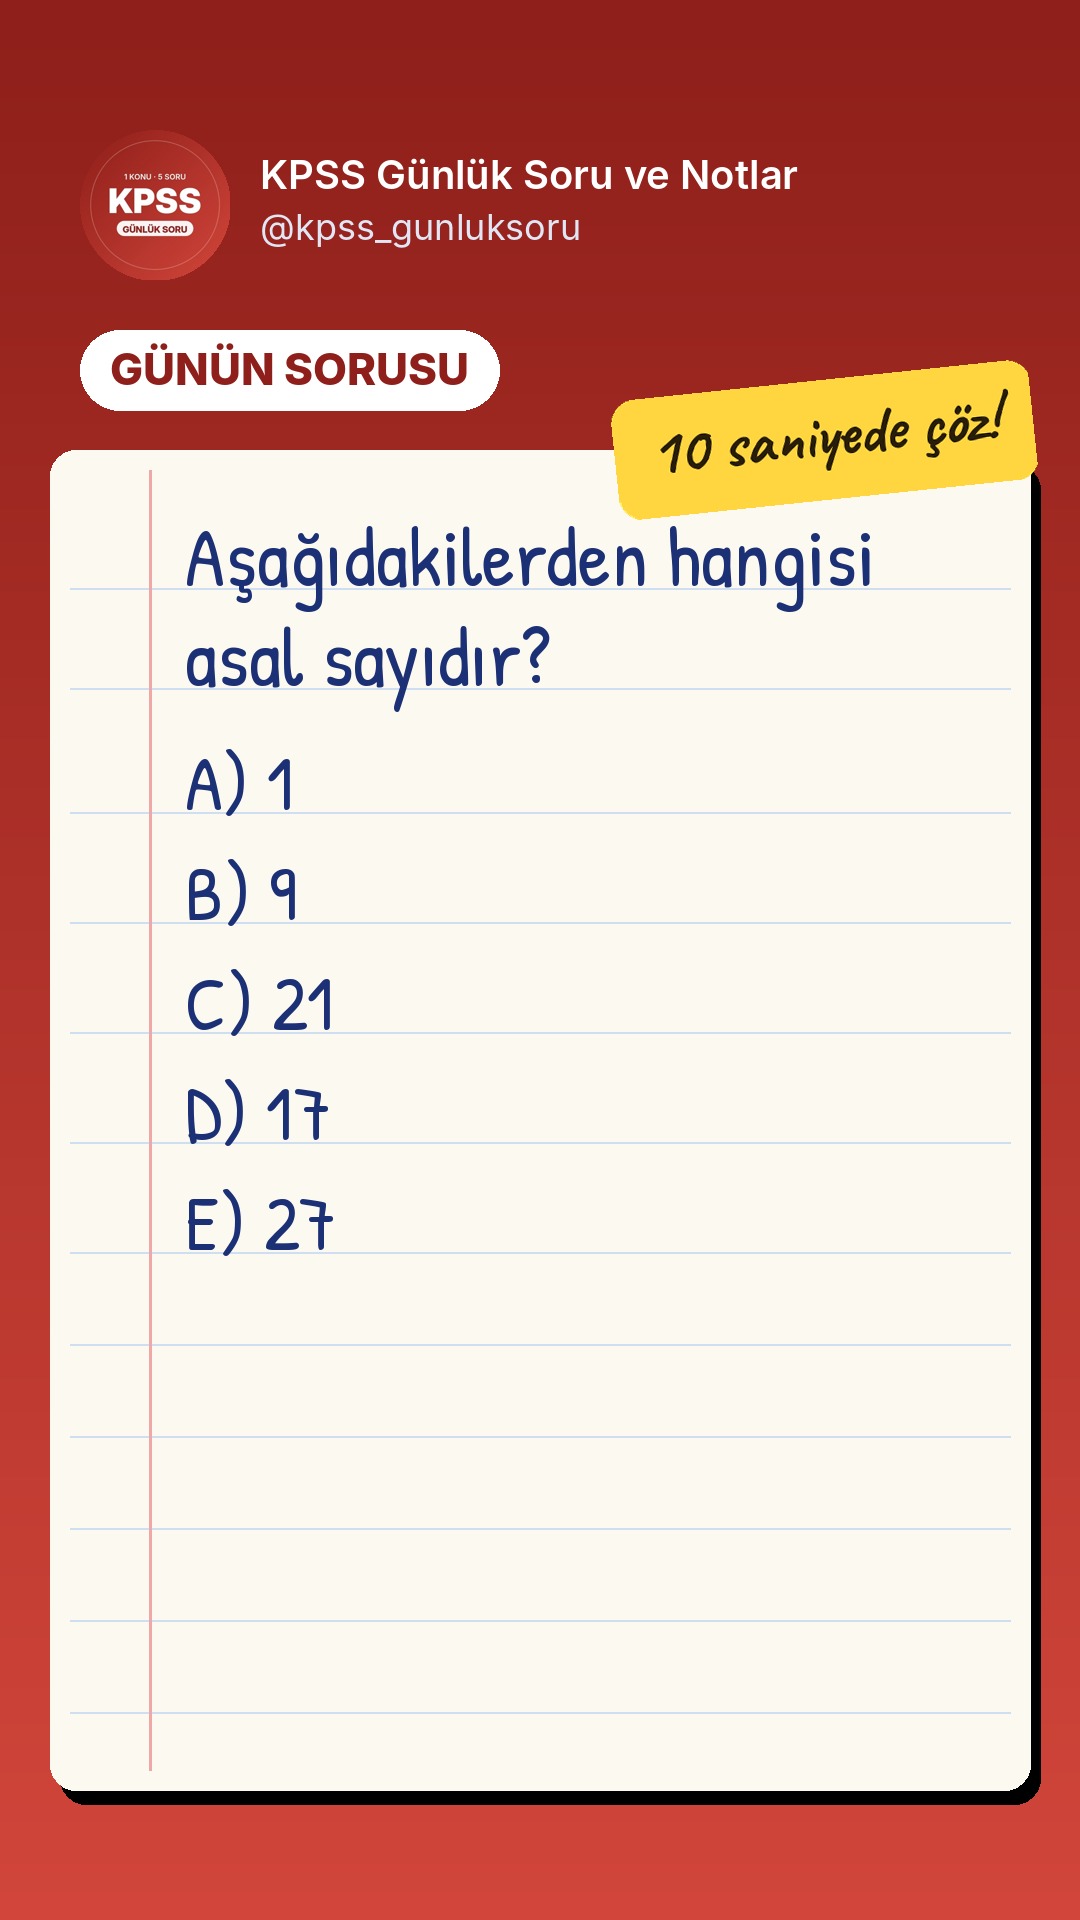 1 KONU · 5 SORU
KPSS
GÜNLÜK SORU
KPSS Günlük Soru ve Notlar
@kpss_gunluksoru
GÜNÜN SORUSU
10 saniyede çöz!
Aşağıdakilerden hangisi
asal sayıdır?
A) 1
B) 9
C) 21
D) 17
E) 27